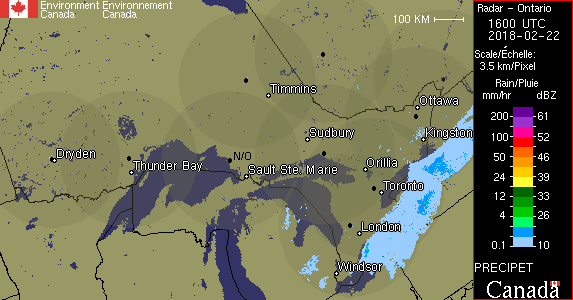 Environment Environnement
Canada Canada
100 KM
Timmins
Ottawa
Sudbury
Kingston
Dryden
N/O
Thunder Bay
Sault Ste. Marie
Orillia
Toronto
London
Windsor
Radar - Ontario
1600 UTC
2018-02-22
Scale/Échelle:
3.5 km/Pixel
Rain/Pluie
mm/hr dBZ
200 61
100 52
50 46
24 39
12 33
4 26
0.1 10
PRECIPET
Canada